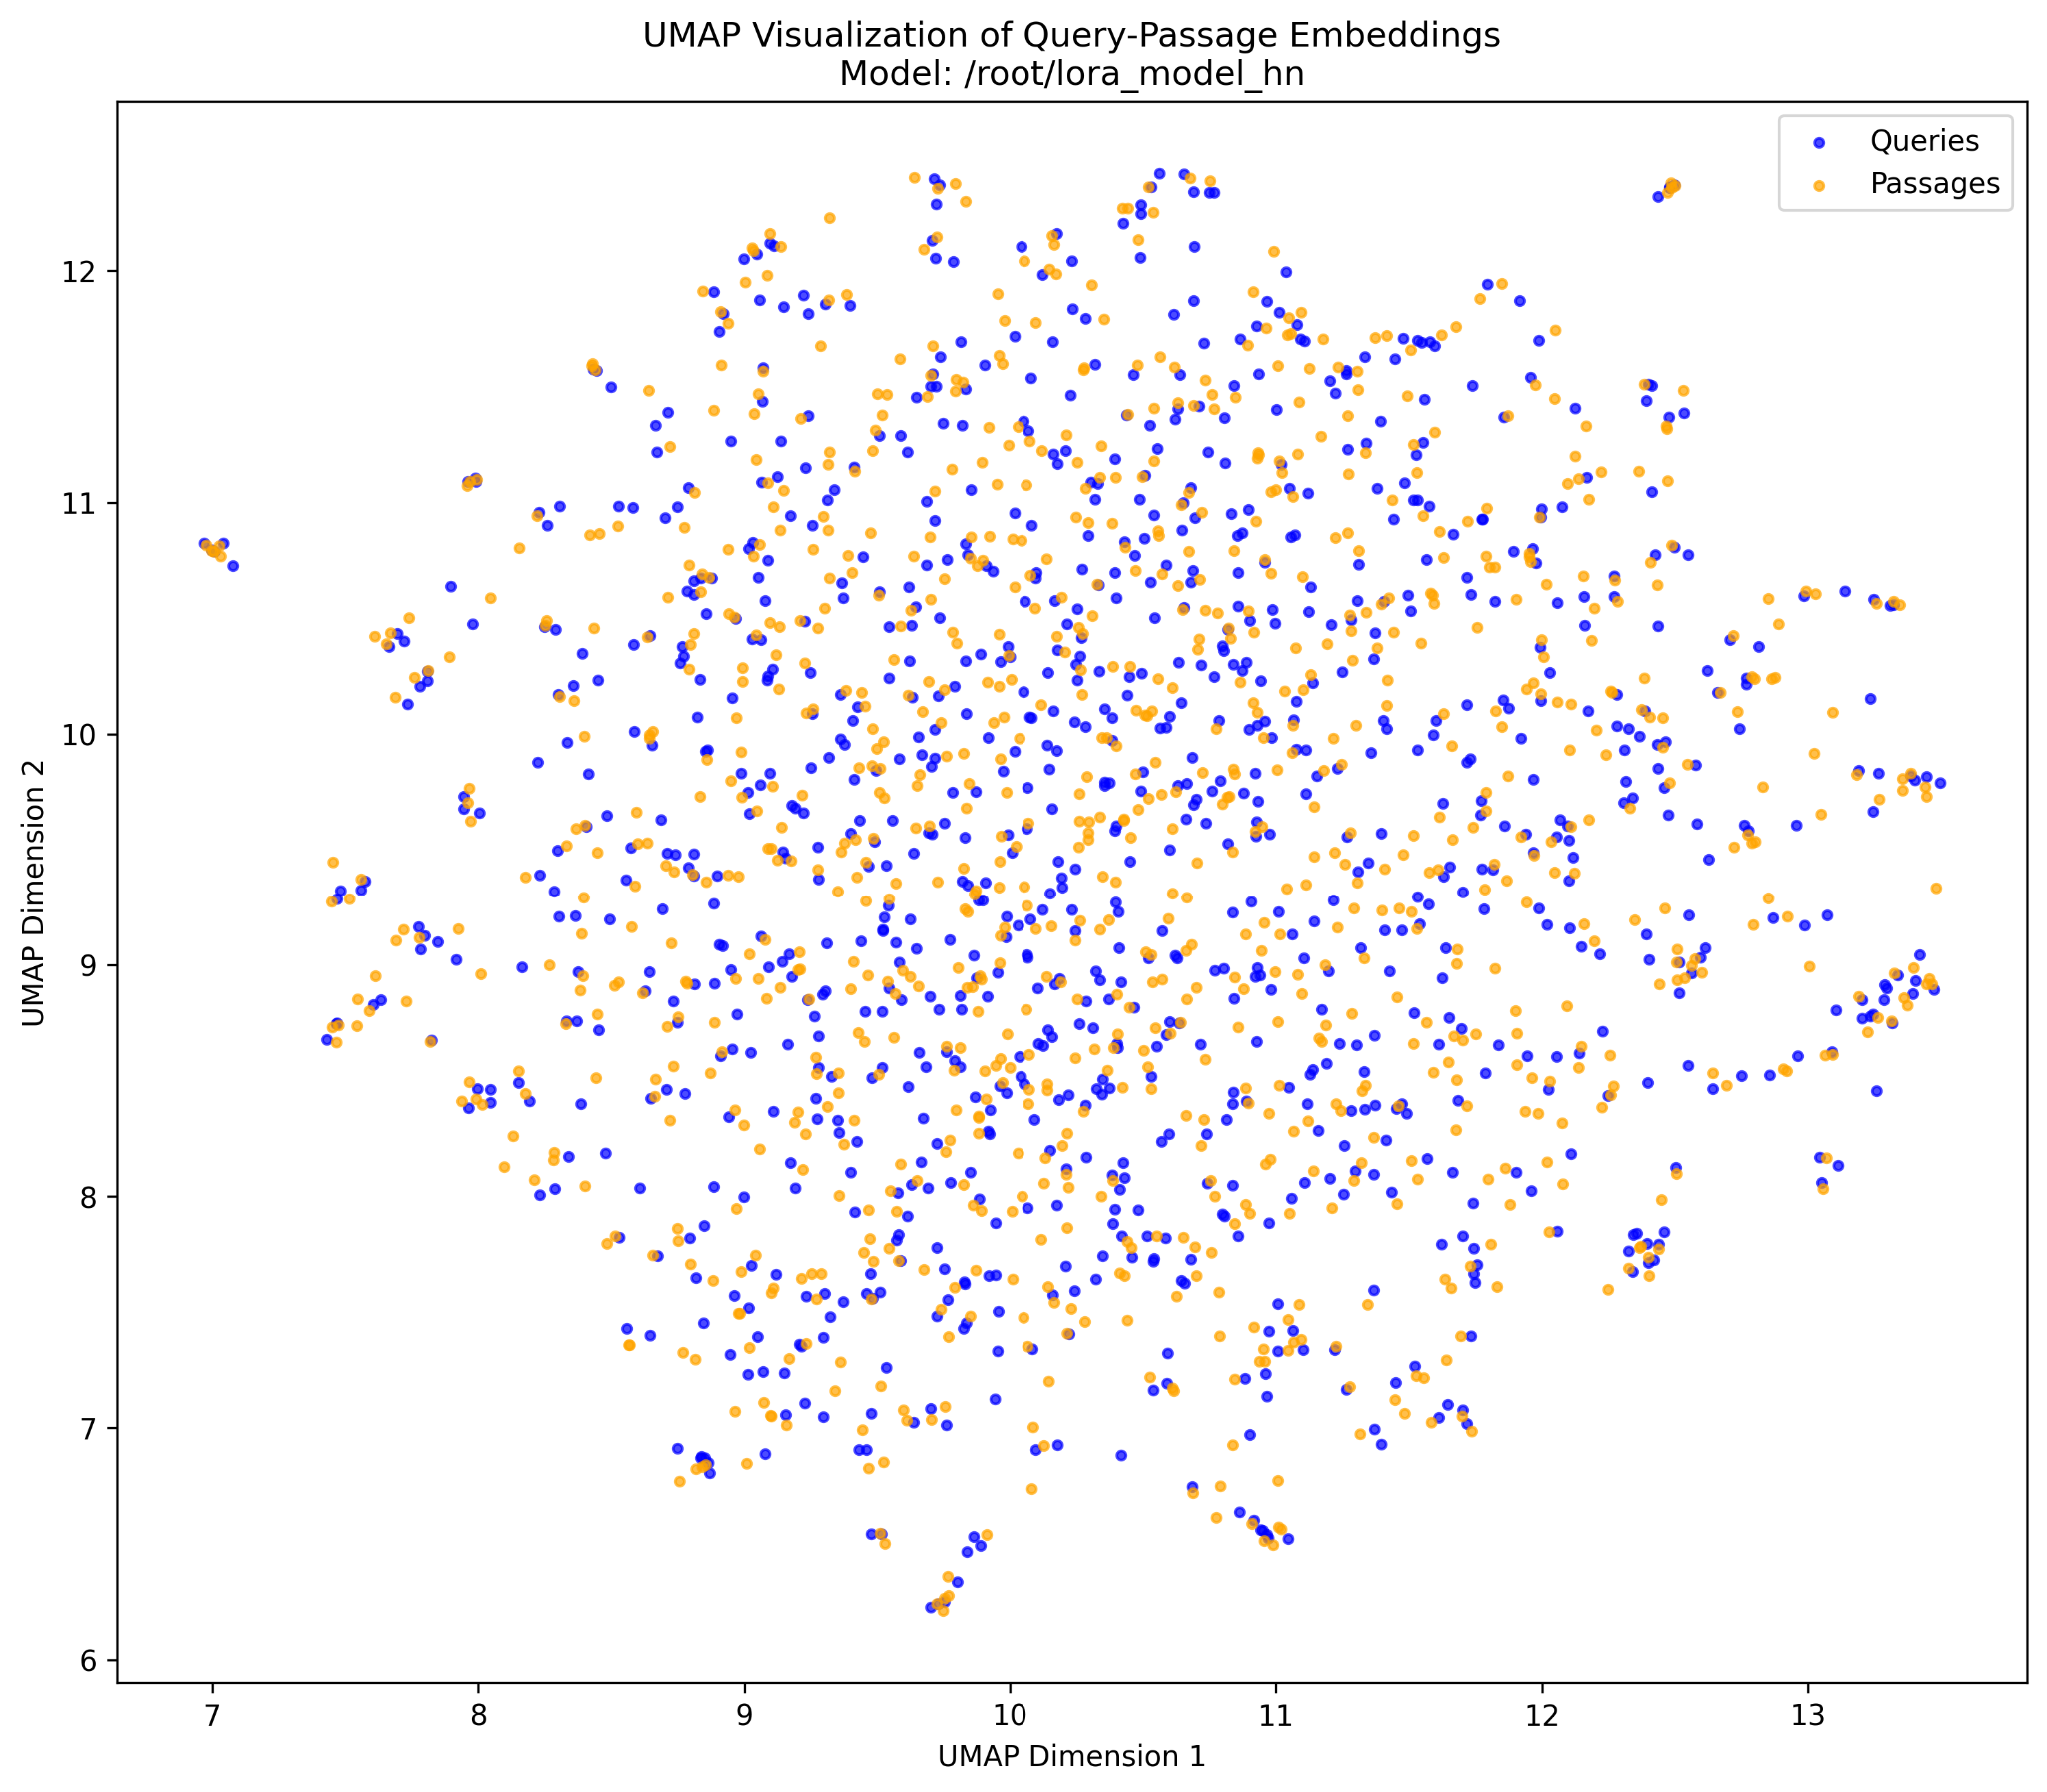 UMAP Visualization of Query-Passage Embeddings
Model: /root/lora_model_hn
Queries
Passages
UMAP Dimension 2
12
11
10
9
8
7
6
7 8 9 10 11 12 13
UMAP Dimension 1